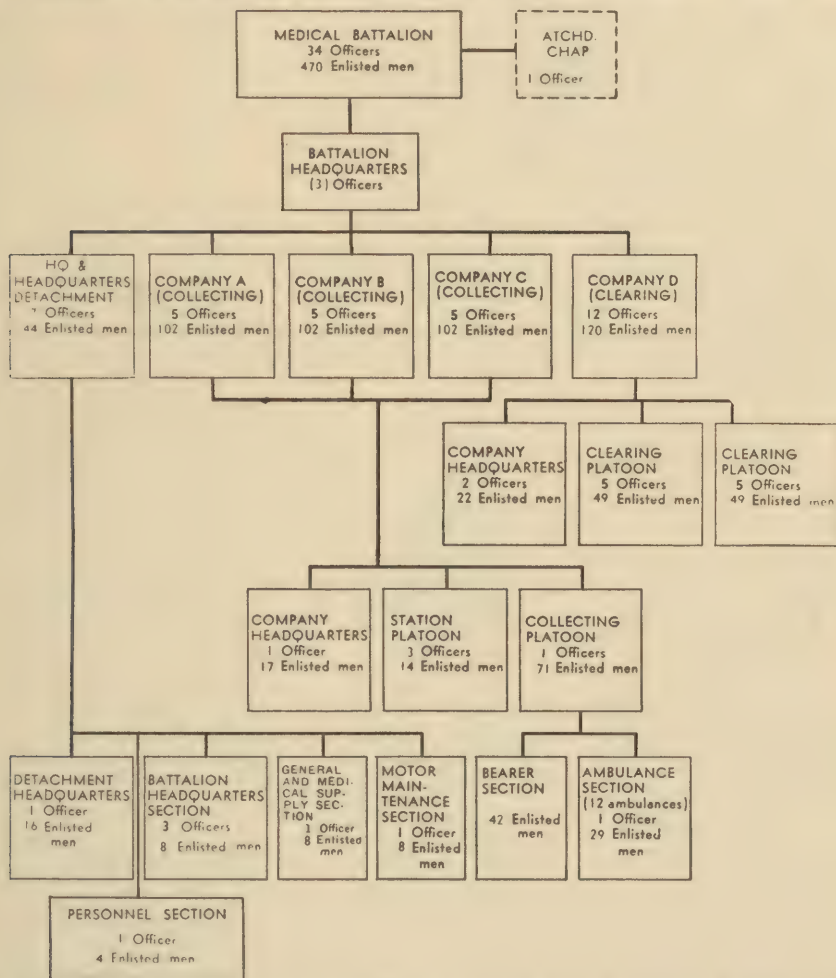 MEDICAL BATTALION
34 Officers
470 Enlisted men
ATCHD.
CHAP
1 Officer
BATTALION
HEADQUARTERS
(3) Officers
HQ &
HEADQUARTERS
DETACHMENT
7 Officers
44 Enlisted men
COMPANY A
(COLLECTING)
5 Officers
102 Enlisted men
COMPANY B
(COLLECTING)
5 Officers
102 Enlisted men
COMPANY C
(COLLECTING)
5 Officers
102 Enlisted men
COMPANY D
(CLEARING)
12 Officers
120 Enlisted men
COMPANY
HEADQUARTERS
2 Officers
22 Enlisted men
CLEARING
PLATOON
5 Officers
49 Enlisted men
CLEARING
PLATOON
5 Officers
49 Enlisted men
COMPANY
HEADQUARTERS
1 Officer
17 Enlisted men
STATION
PLATOON
3 Officers
14 Enlisted men
COLLECTING
PLATOON
1 Officers
71 Enlisted men
DETACHMENT
HEADQUARTERS
1 Officer
16 Enlisted
men
BATTALION
HEADQUARTERS
SECTION
3 Officers
8 Enlisted men
GENERAL
AND MEDI-
CAL SUP-
PLY SEC-
TION
1 Officer
8 Enlisted
men
MOTOR
MAIN-
TENANCE
SECTION
1 Officer
8 Enlisted
men
BEARER
SECTION
42 Enlisted
men
AMBULANCE
SECTION
(12 ambulances)
1 Officer
29 Enlisted
men
PERSONNEL SECTION
1 Officer
4 Enlisted men